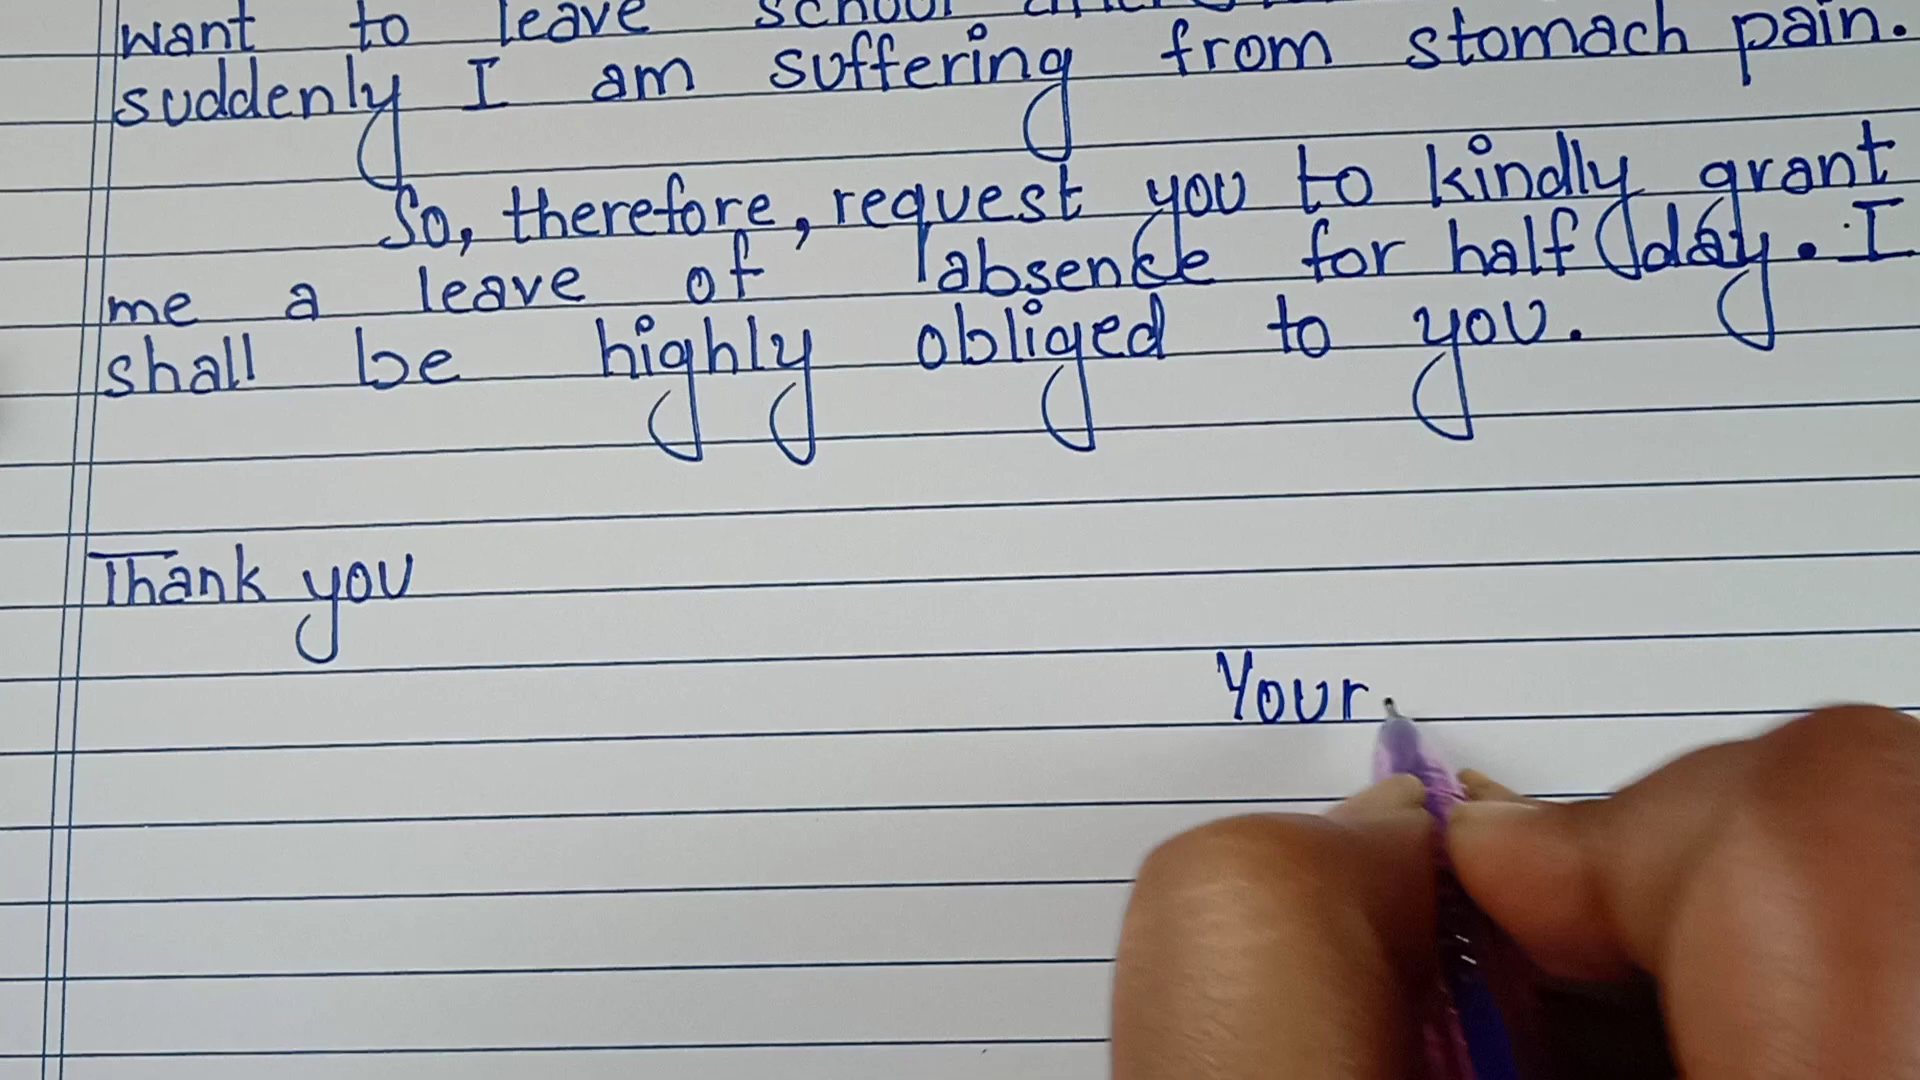 want to leave school
suddenly I am suffering from stomach pain.
So, therefore, request you to kindly grant
me a leave of absence for half day. I
shall be highly obliged to you.
Thank you
Your